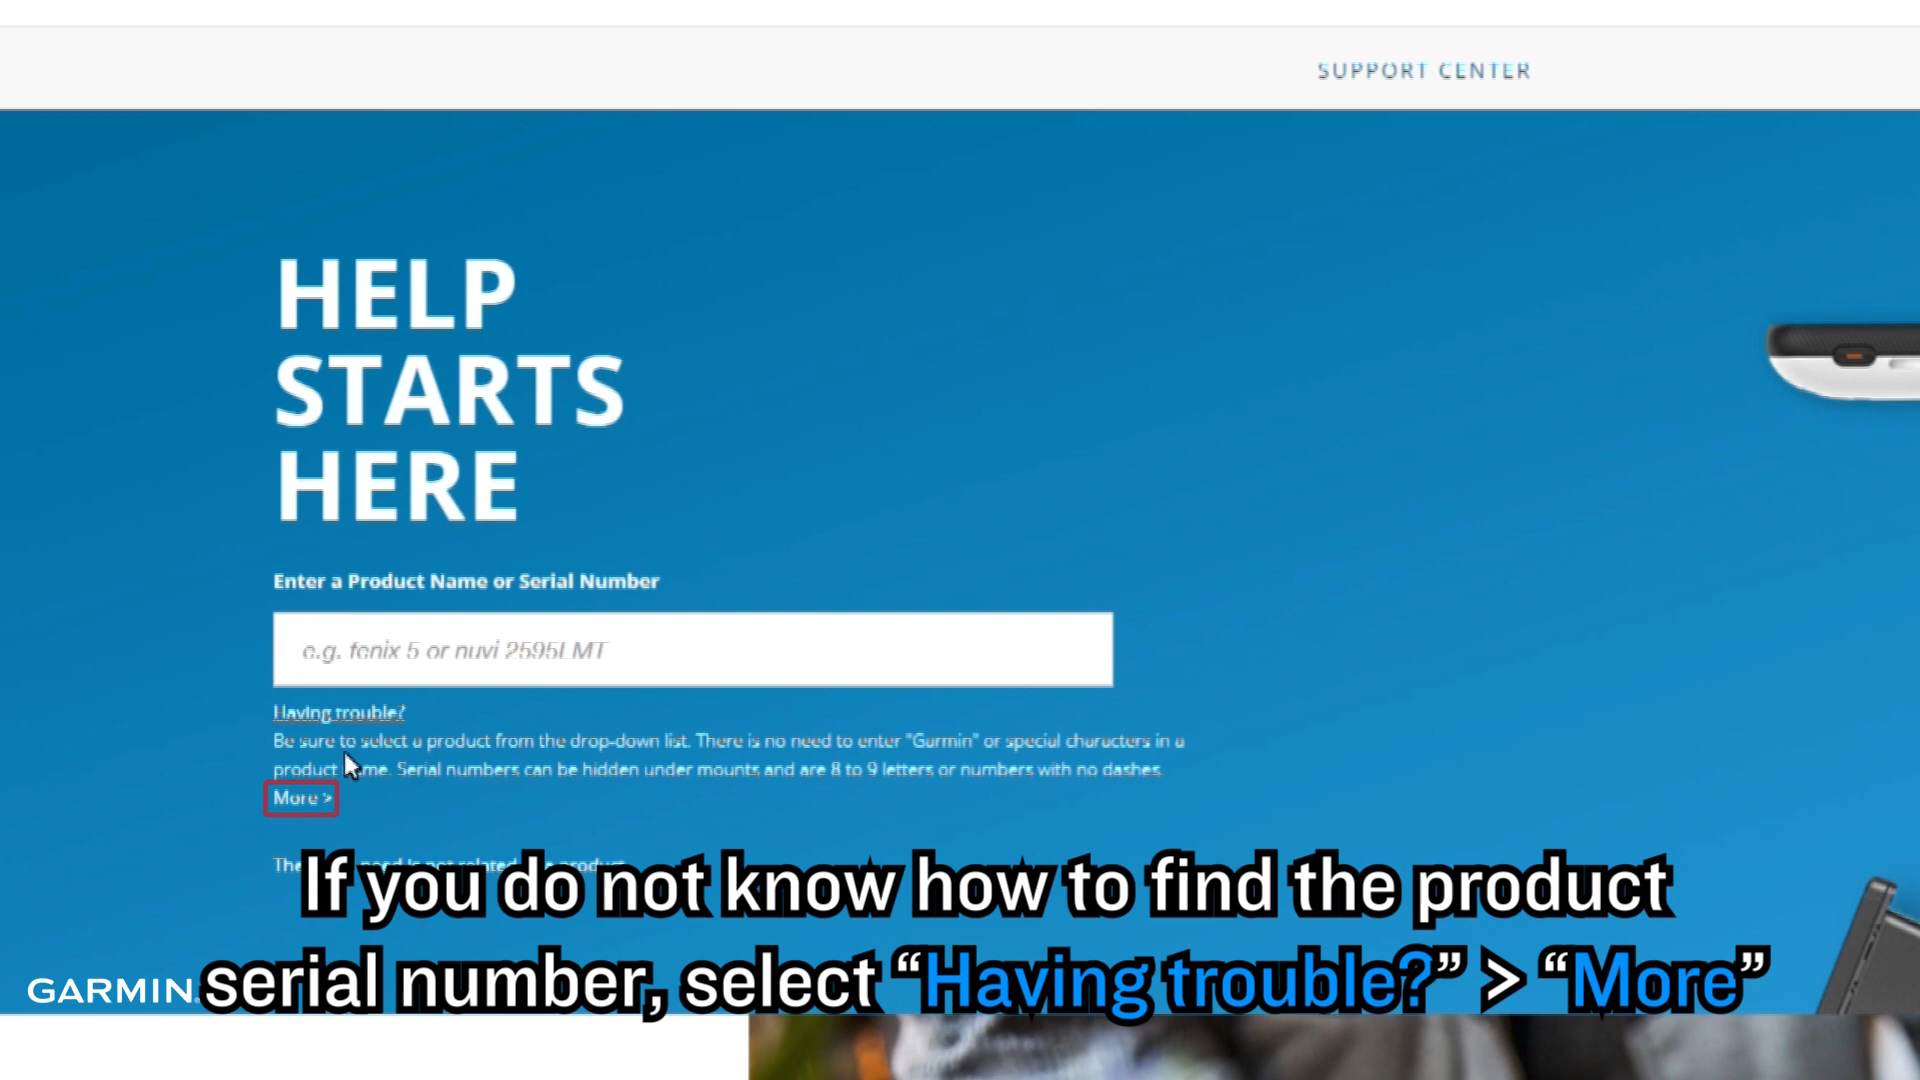 SUPPORT CENTER
HELP
STARTS
HERE
Enter a Product Name or Serial Number
e.g. fenix 5 or nuvi 2595LMT
Having trouble?
Be sure to select a product from the drop-down list. There is no need to enter "Garmin" or special characters in a
product me. Serial numbers can be hidden under mounts and are 8 to 9 letters or numbers with no dashes.
More >
If you do not know how to find the product
serial number, select “Having trouble?” > “More”
GARMIN